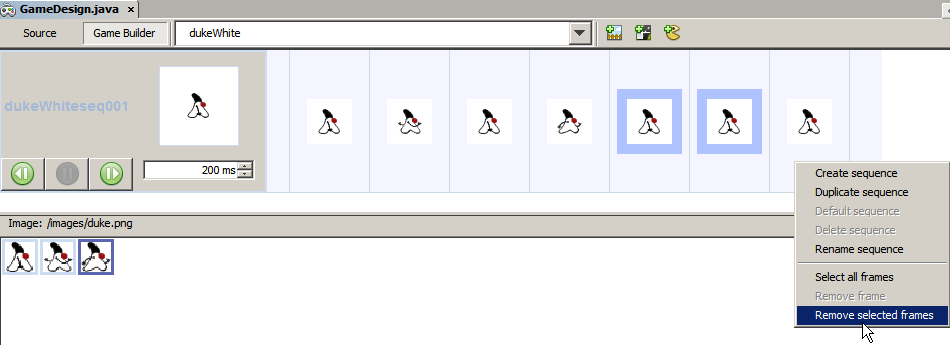 GameDesign.java x
Source Game Builder dukeWhite
dukeWhiteseq001
200 ms
Image: /images/duke.png
Create sequence
Duplicate sequence
Default sequence
Delete sequence
Rename sequence
Select all frames
Remove frame
Remove selected frames